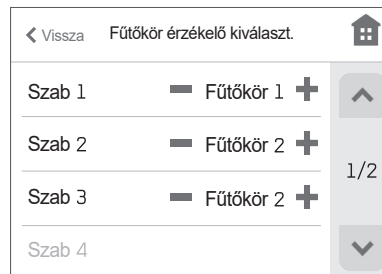 Vissza Fűtőkör érzékelő kiválaszt.
Szab 1 Fűtőkör 1
Szab 2 Fűtőkör 2
1/2
Szab 3 Fűtőkör 2
Szab 4